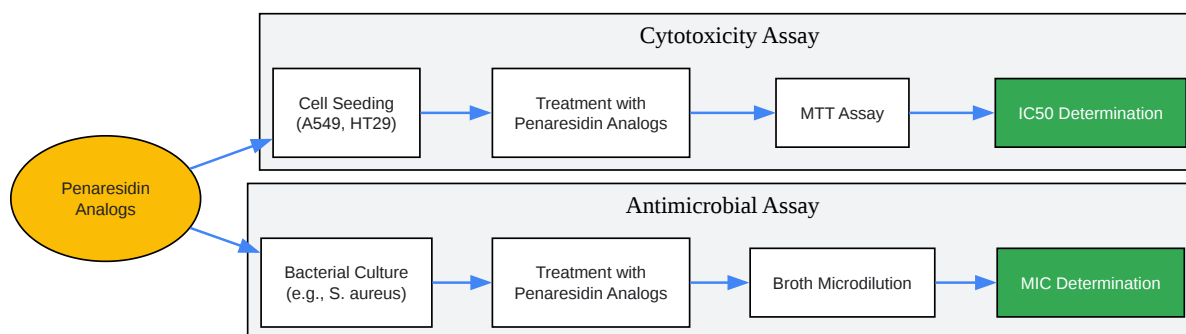 Cytotoxicity Assay
Cell Seeding
(A549, HT29)
Treatment with
Penaresidin Analogs
MTT Assay
IC50 Determination
Penaresidin
Analogs
Antimicrobial Assay
Bacterial Culture
(e.g., S. aureus)
Treatment with
Penaresidin Analogs
Broth Microdilution
MIC Determination